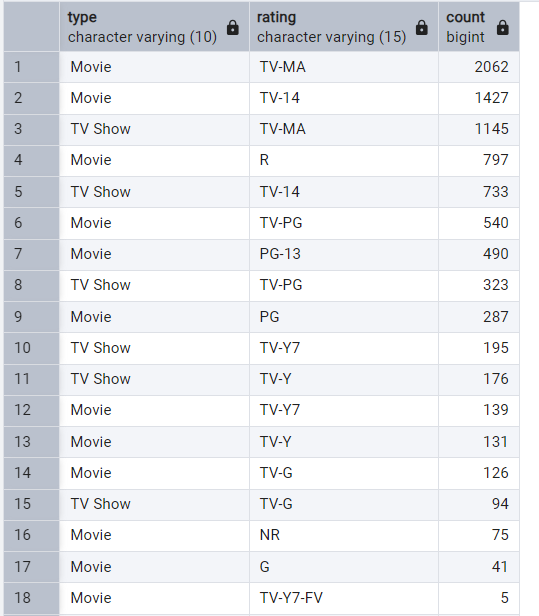 type rating count
character varying (10) character varying (15) bigint
1 Movie TV-MA 2062
2 Movie TV-14 1427
3 TV Show TV-MA 1145
4 Movie R 797
5 TV Show TV-14 733
6 Movie TV-PG 540
7 Movie PG-13 490
8 TV Show TV-PG 323
9 Movie PG 287
10 TV Show TV-Y7 195
11 TV Show TV-Y 176
12 Movie TV-Y7 139
13 Movie TV-Y 131
14 Movie TV-G 126
15 TV Show TV-G 94
16 Movie NR 75
17 Movie G 41
18 Movie TV-Y7-FV 5